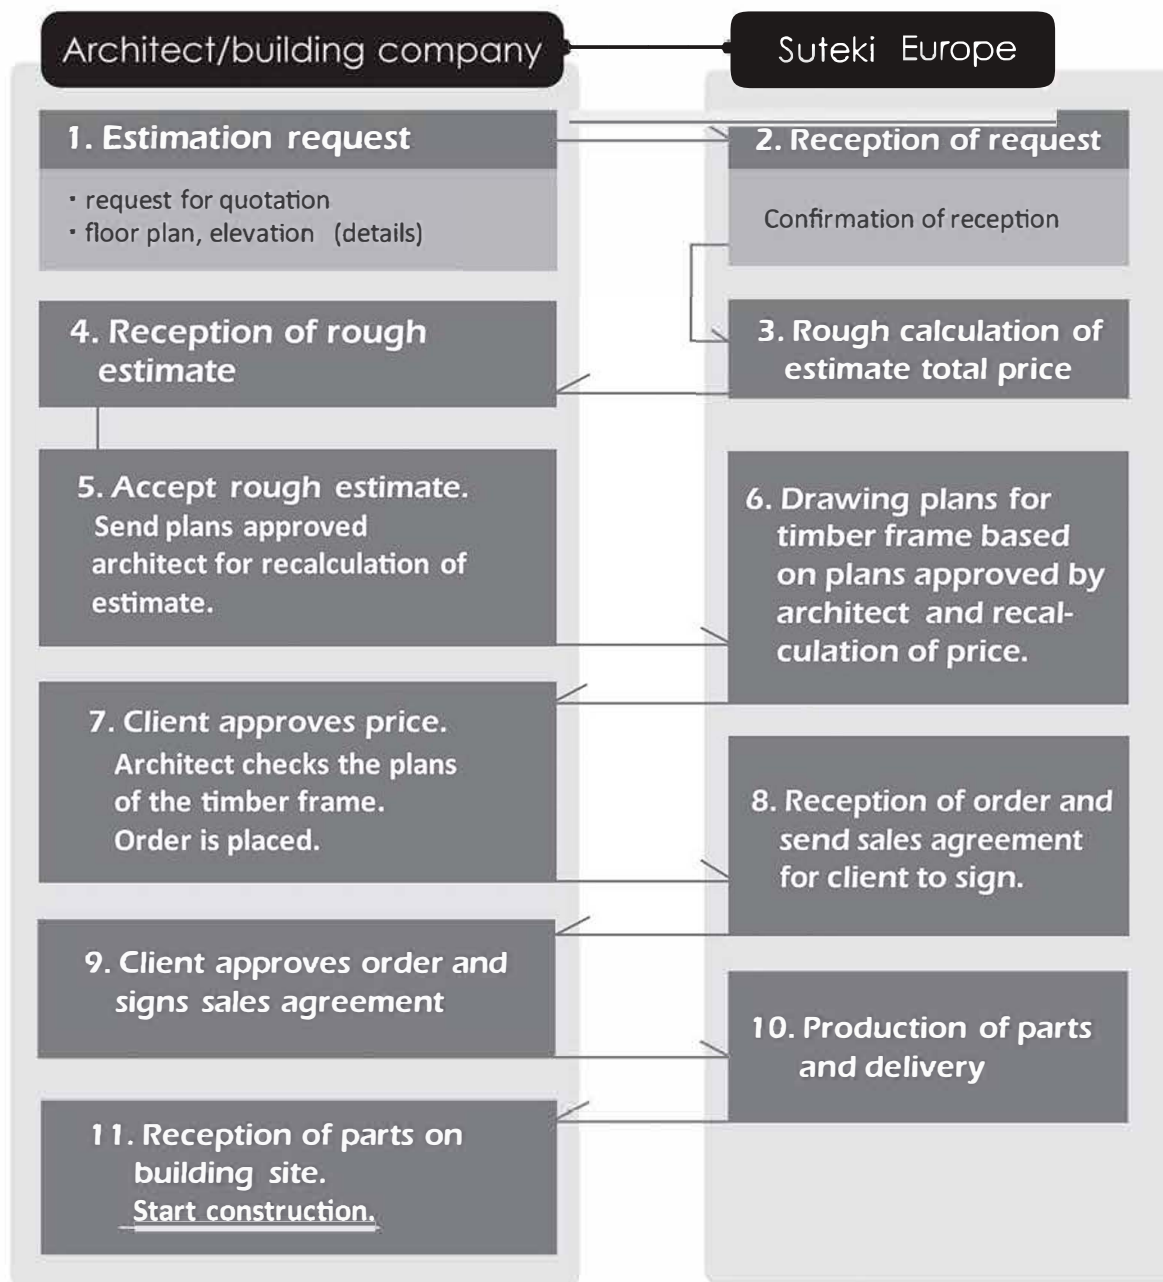 Architect/building company
Suteki Europe
1. Estimation request
・request for quotation
・floor plan, elevation (details)
2. Reception of request
Confirmation of reception
3. Rough calculation of
estimate total price
4. Reception of rough
estimate
5. Accept rough estimate.
Send plans approved
architect for recalculation of
estimate.
6. Drawing plans for
timber frame based
on plans approved by
architect and recal-
culation of price.
7. Client approves price.
Architect checks the plans
of the timber frame.
Order is placed.
8. Reception of order and
send sales agreement
for client to sign.
9. Client approves order and
signs sales agreement
10. Production of parts
and delivery
11. Reception of parts on
building site.
Start construction.